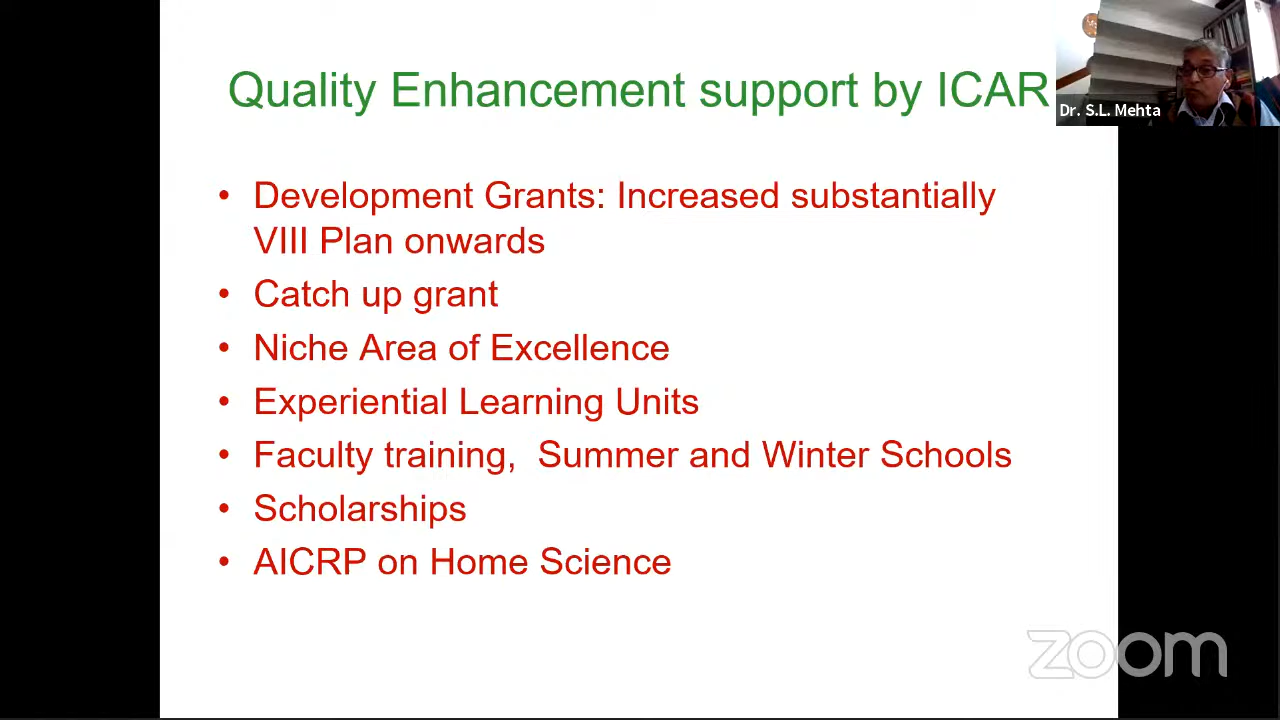 Quality Enhancement support by ICAR
Dr. S.L. Mehta
• Development Grants: Increased substantially
VIII Plan onwards
• Catch up grant
• Niche Area of Excellence
• Experiential Learning Units
• Faculty training, Summer and Winter Schools
• Scholarships
• AICRP on Home Science
zoom